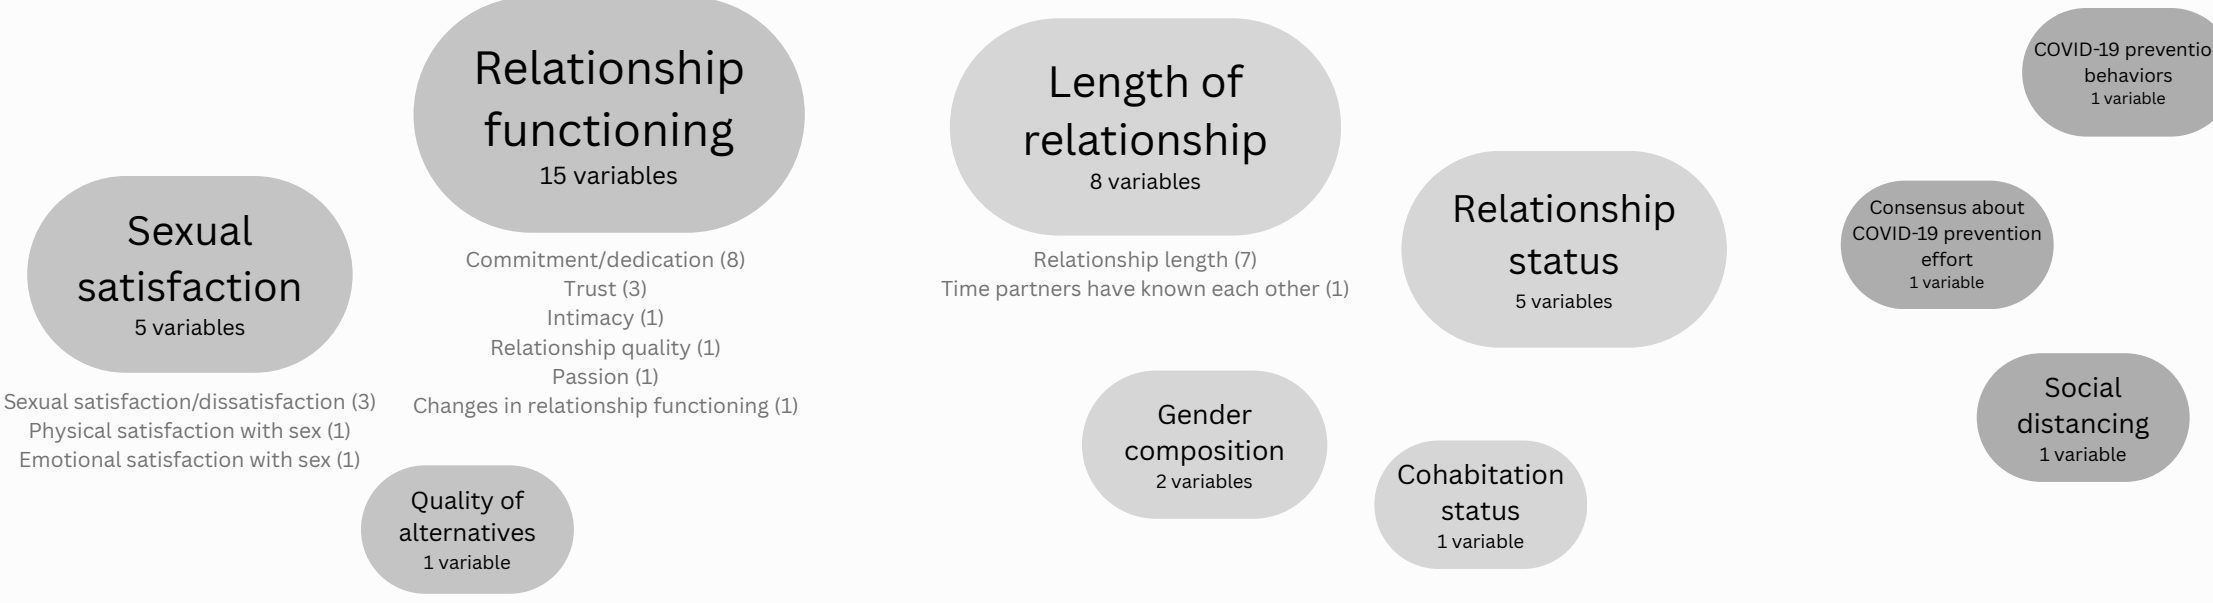 Relationship
functioning
15 variables
Commitment/dedication (8)
Trust (3)
Intimacy (1)
Relationship quality (1)
Passion (1)
Changes in relationship functioning (1)
Sexual
satisfaction
5 variables
Sexual satisfaction/dissatisfaction (3)
Physical satisfaction with sex (1)
Emotional satisfaction with sex (1)
Quality of
alternatives
1 variable
Length of
relationship
8 variables
Relationship length (7)
Time partners have known each other (1)
Relationship
status
5 variables
Gender
composition
2 variables
Cohabitation
status
1 variable
COVID-19 preventio
behaviors
1 variable
Consensus about
COVID-19 prevention
effort
1 variable
Social
distancing
1 variable